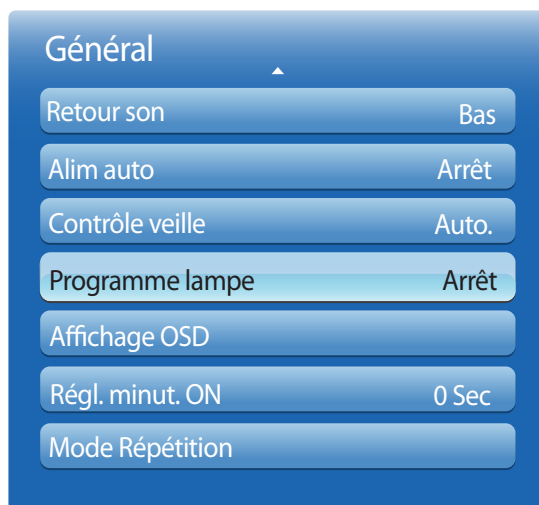 Général
Retour son Bas
Alim auto Arrêt
Contrôle veille Auto.
Programme lampe Arrêt
Affichage OSD
Régl. minut. ON 0 Sec
Mode Répétition